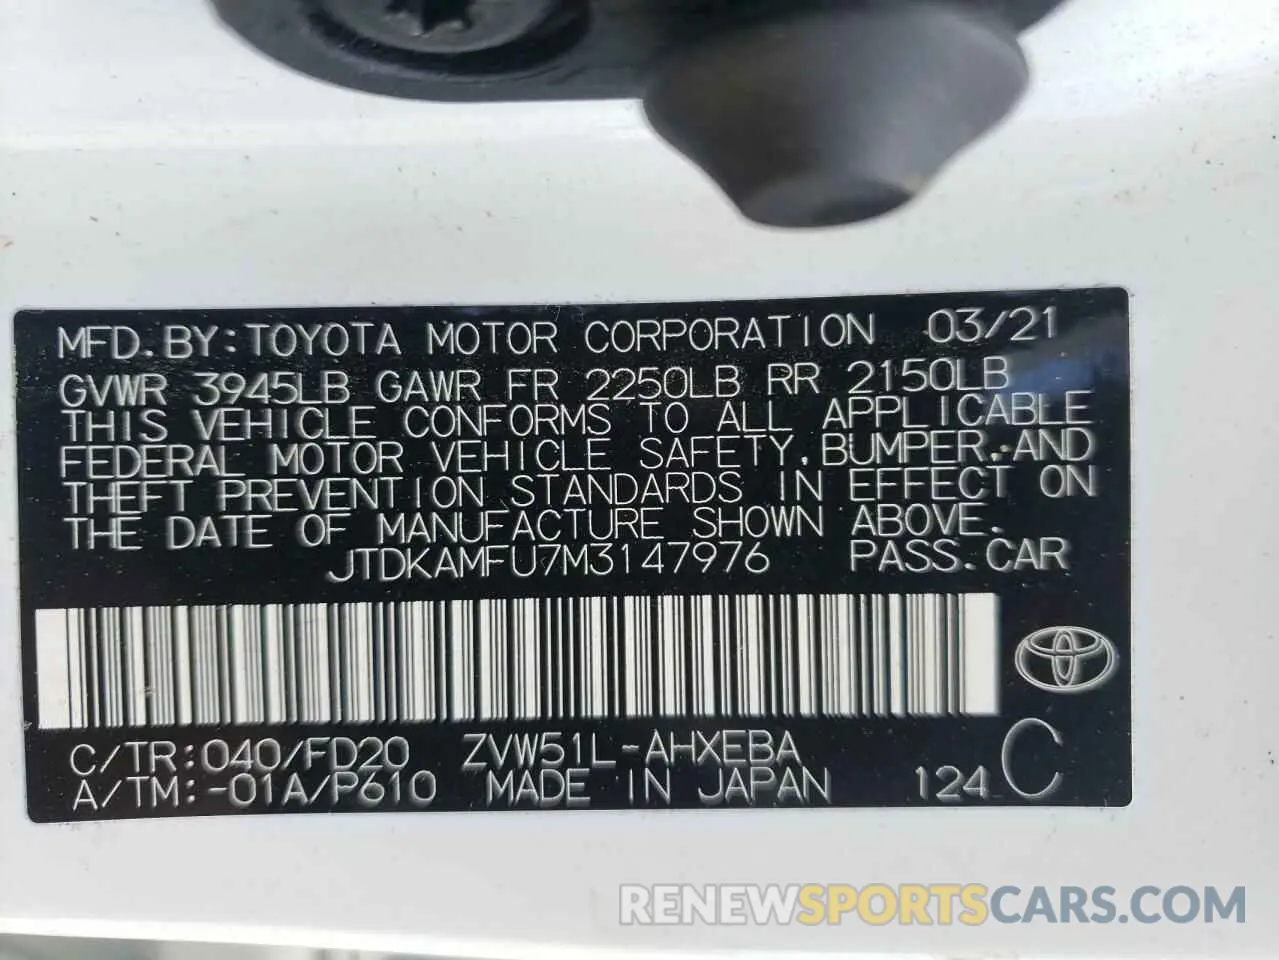 MFD. BY: TOYOTA MOTOR CORPORATION 03/21
GVWR 3945LB GAWR FR 2250LB RR 2150LB
THIS VEHICLE CONFORMS TO ALL APPLICABLE
FEDERAL MOTOR VEHICLE SAFETY, BUMPER, AND
THEFT PREVENTION STANDARDS IN EFFECT ON
THE DATE OF MANUFACTURE SHOWN ABOVE.
JTDKAMFU7M3147976 PASS. CAR
C/TR: 040/FD20 ZVW51L-AHXEBA
A/TM: -01A/P610 MADE IN JAPAN 124 C
RENEWSPORTSCARS.COM